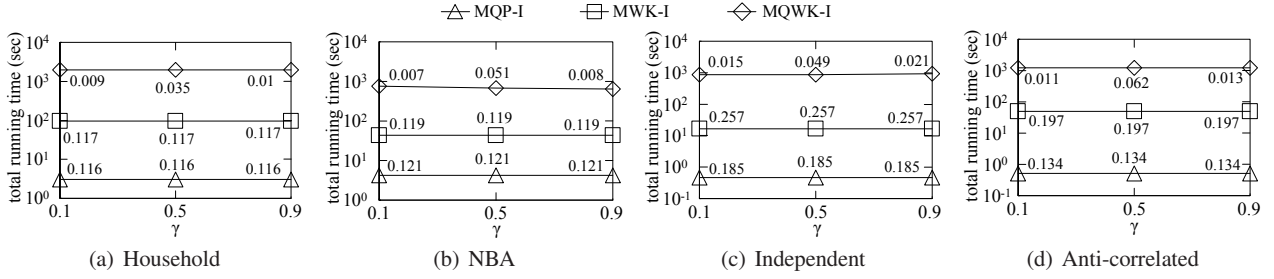 MQP-I MWK-I MQWK-I
total running time (sec)
10^4
10^3
10^2
10^1
10^0
0.009 0.035 0.01
0.117 0.117 0.117
0.116 0.116 0.116
0.1 0.5 0.9
γ
(a) Household
total running time (sec)
10^4
10^3
10^2
10^1
10^0
0.007 0.051 0.008
0.119 0.119 0.119
0.121 0.121 0.121
0.1 0.5 0.9
γ
(b) NBA
total running time (sec)
10^4
10^3
10^2
10^1
10^0
10^-1
0.015 0.049 0.021
0.257 0.257 0.257
0.185 0.185 0.185
0.1 0.5 0.9
γ
(c) Independent
total running time (sec)
10^4
10^3
10^2
10^1
10^0
10^-1
0.011 0.062 0.013
0.197 0.197 0.197
0.134 0.134 0.134
0.1 0.5 0.9
γ
(d) Anti-correlated